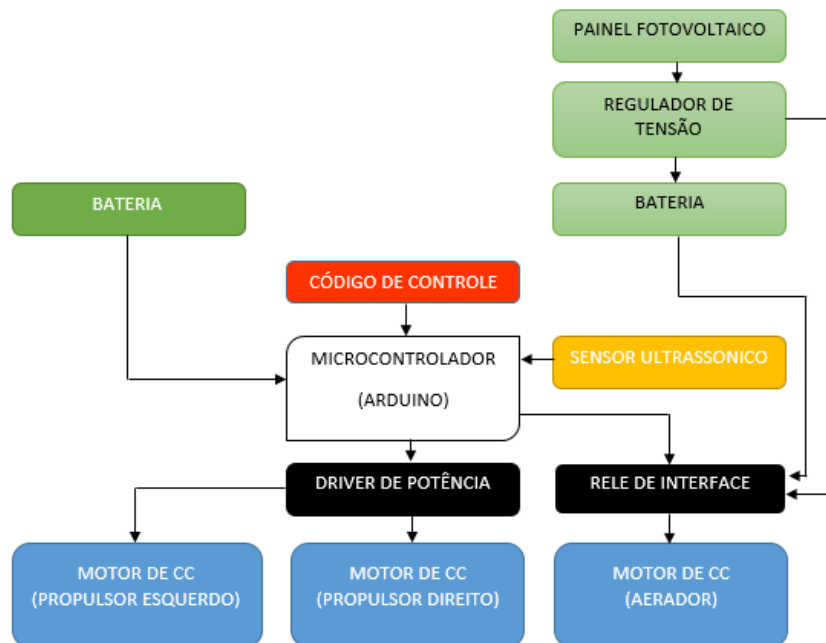 PAINEL FOTOVOLTAICO
REGULADOR DE
TENSÃO
BATERIA
BATERIA
CÓDIGO DE CONTROLE
MICROCONTROLADOR
(ARDUINO)
SENSOR ULTRASSONICO
DRIVER DE POTÊNCIA
RELE DE INTERFACE
MOTOR DE CC
(PROPULSOR ESQUERDO)
MOTOR DE CC
(PROPULSOR DIREITO)
MOTOR DE CC
(AERADOR)